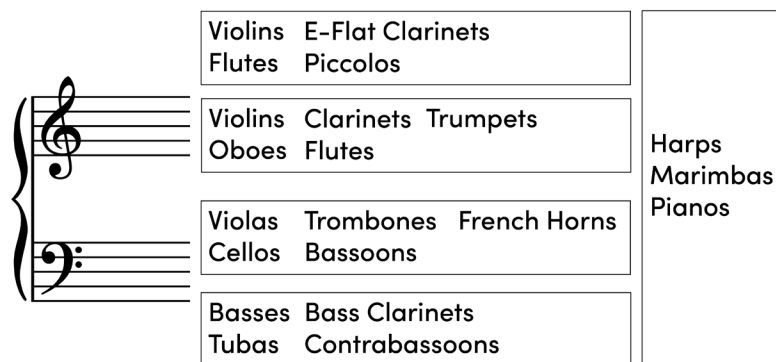 Violins E-Flat Clarinets
Flutes Piccolos
Violins Clarinets Trumpets
Oboes Flutes
Violas Trombones French Horns
Cellos Bassoons
Basses Bass Clarinets
Tubas Contrabassoons
Harps
Marimbas
Pianos